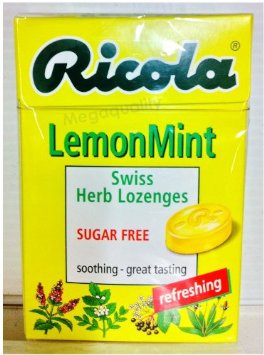 Ricola®
Megaquality
LemonMint
Swiss
Herb Lozenges
SUGAR FREE
soothing - great tasting
refreshing